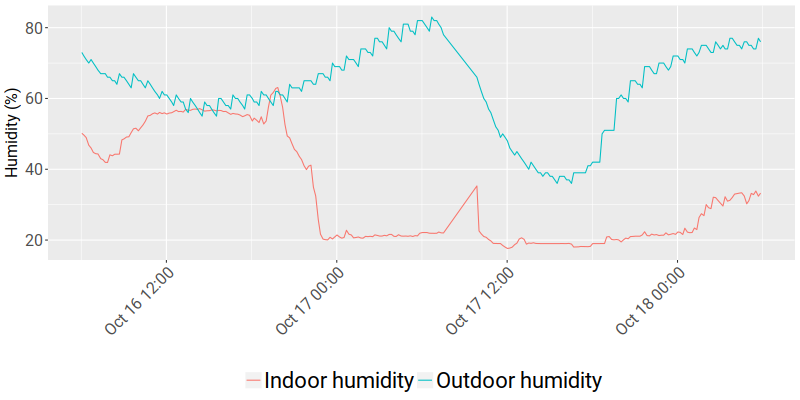 80
60
40
20
Humidity (%)
Oct 16 12:00
Oct 17 00:00
Oct 17 12:00
Oct 18 00:00
Indoor humidity
Outdoor humidity